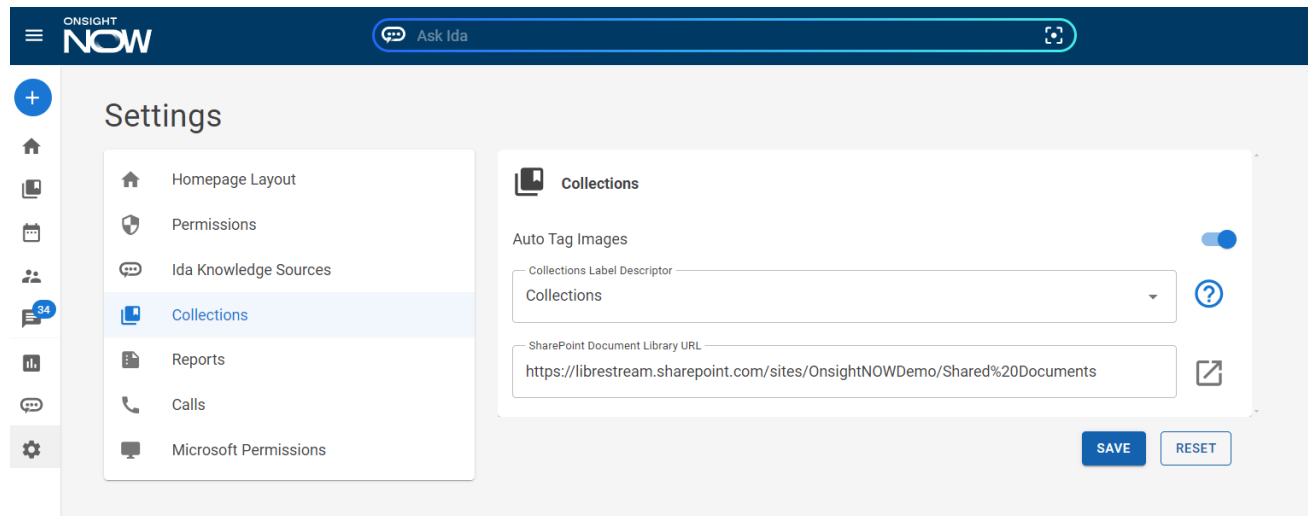 ONSIGHT
NOW
Ask Ida
Settings
34
Homepage Layout
Permissions
Ida Knowledge Sources
Collections
Reports
Calls
Microsoft Permissions
Collections
Auto Tag Images
Collections Label Descriptor
Collections
SharePoint Document Library URL
https://librestream.sharepoint.com/sites/OnsightNOWDemo/Shared%20Documents
SAVE RESET